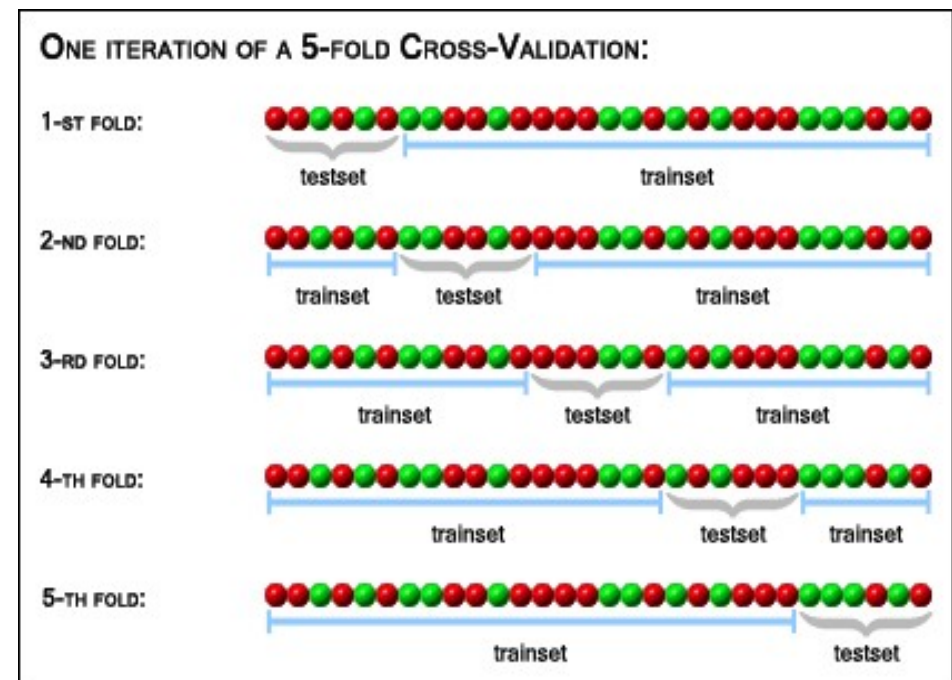 One iteration of a 5-fold Cross-Validation:
1-st fold:
testset trainset
2-nd fold:
trainset testset trainset
3-rd fold:
trainset testset trainset
4-th fold:
trainset testset trainset
5-th fold:
trainset testset